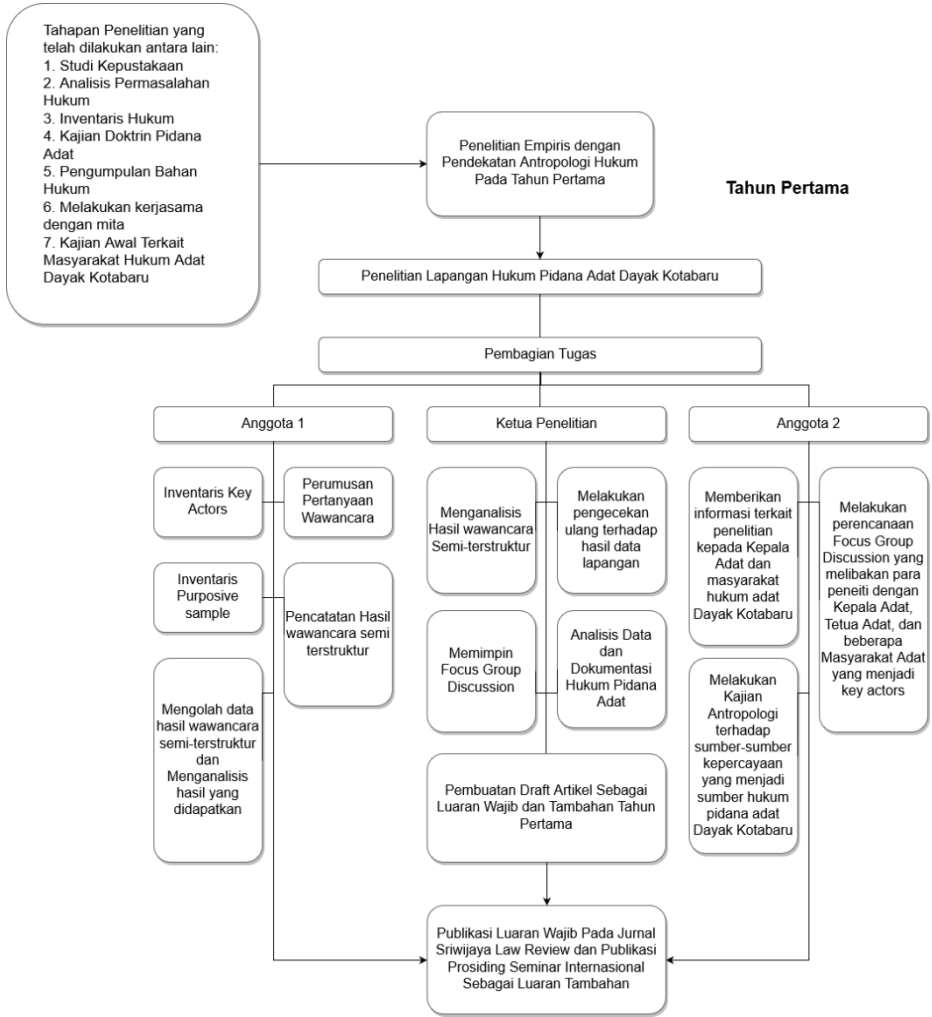 Tahapan Penelitian yang
telah dilakukan antara lain:
1. Studi Kepustakaan
2. Analisis Permasalahan
Hukum
3. Inventaris Hukum
4. Kajian Doktrin Pidana
Adat
5. Pengumpulan Bahan
Hukum
6. Melakukan kerjasama
dengan mita
7. Kajian Awal Terkait
Masyarakat Hukum Adat
Dayak Kotabaru
Penelitian Empiris dengan
Pendekatan Antropologi Hukum
Pada Tahun Pertama
Tahun Pertama
Penelitian Lapangan Hukum Pidana Adat Dayak Kotabaru
Pembagian Tugas
Anggota 1
Inventaris Key
Actors
Perumusan
Pertanyaan
Wawancara
Inventaris
Purposive
sample
Pencatatan Hasil
wawancara semi
terstruktur
Mengolah data
hasil wawancara
semi-terstruktur
dan
Menganalisis
hasil yang
didapatkan
Ketua Penelitian
Menganalisis
Hasil wawancara
Semi-terstruktur
Melakukan
pengecekan
ulang terhadap
hasil data
lapangan
Memimpin
Focus Group
Discussion
Analisis Data
dan
Dokumentasi
Hukum Pidana
Adat
Pembuatan Draft Artikel Sebagai
Luaran Wajib dan Tambahan Tahun
Pertama
Anggota 2
Memberikan
informasi terkait
penelitian
kepada Kepala
Adat dan
masyarakat
hukum adat
Dayak Kotabaru
Melakukan
perencanaan
Focus Group
Discussion yang
melibakan para
peneiti dengan
Kepala Adat,
Tetua Adat, dan
beberapa
Masyarakat Adat
yang menjadi
key actors
Melakukan
Kajian
Antropologi
terhadap
sumber-sumber
kepercayaan
yang menjadi
sumber hukum
pidana adat
Dayak Kotabaru
Publikasi Luaran Wajib Pada Jurnal
Sriwijaya Law Review dan Publikasi
Prosiding Seminar Internasional
Sebagai Luaran Tambahan